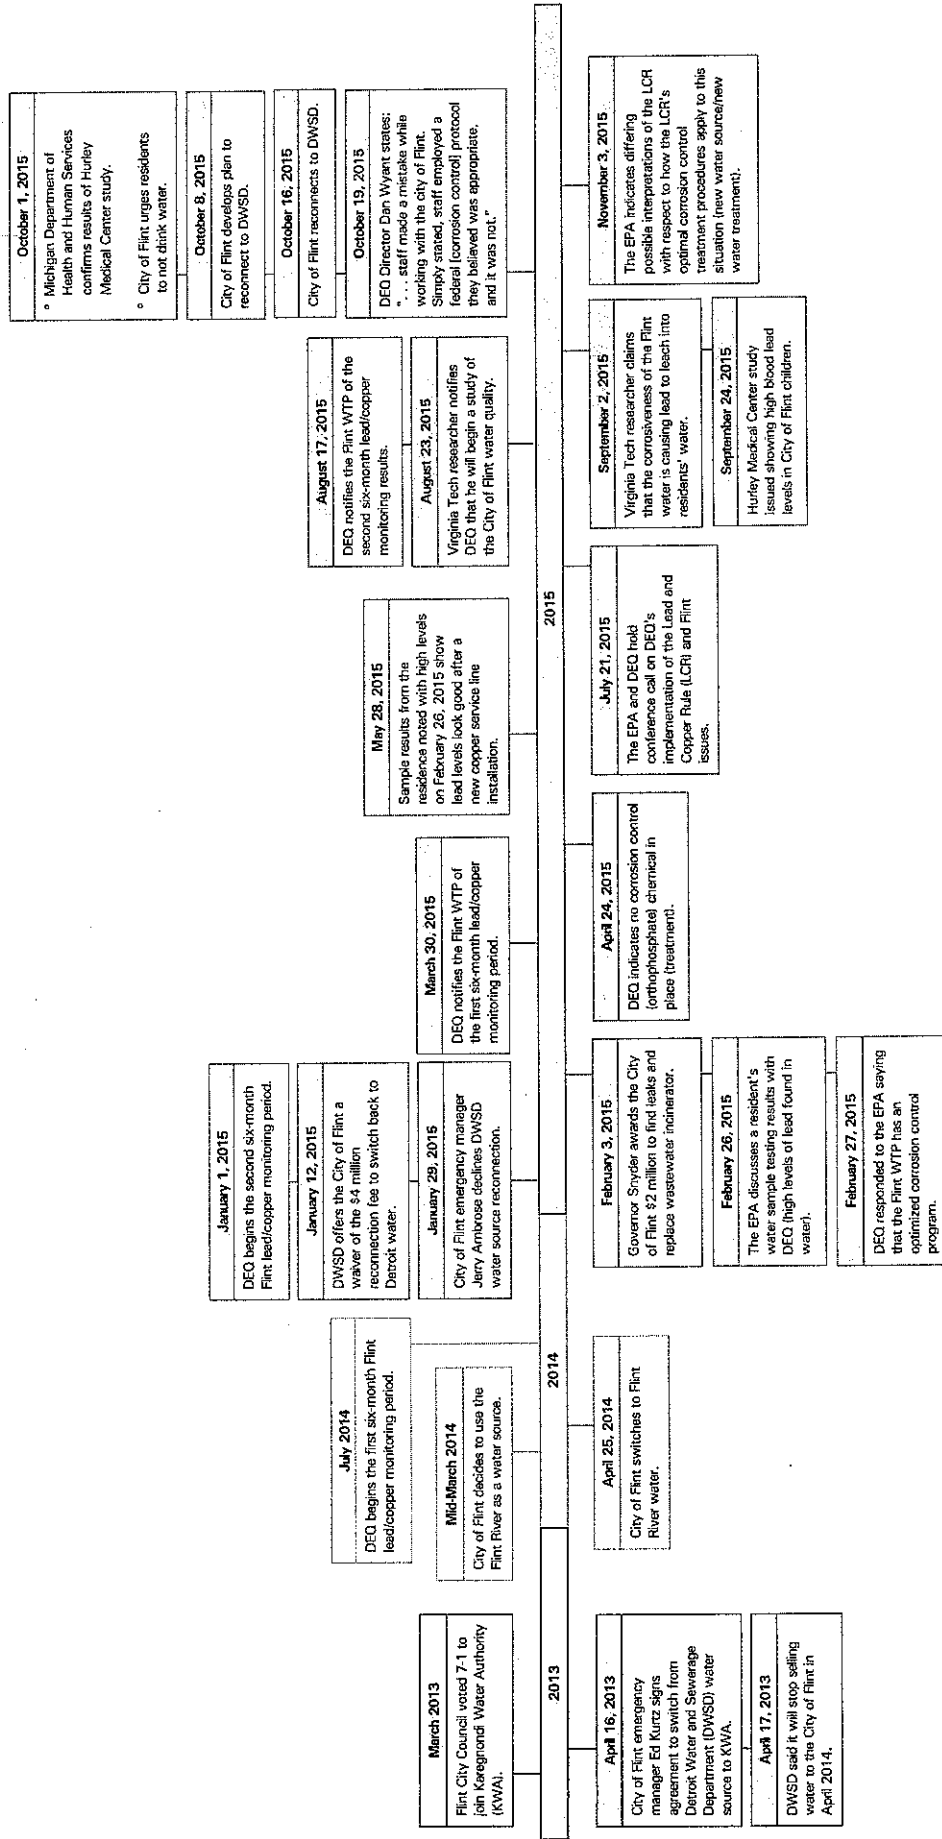 March 2013
Flint City Council voted 7-1 to
join Karegnondi Water Authority
(KWA).
April 16, 2013
City of Flint emergency
manager Ed Kurtz signs
agreement to switch from
Detroit Water and Sewerage
Department (DWSD) water
source to KWA.
April 17, 2013
DWSD said it will stop selling
water to the City of Flint in
April 2014.
2013
Mid-March 2014
City of Flint decides to use the
Flint River as a water source.
April 25, 2014
City of Flint switches to Flint
River water.
July 2014
DEQ begins the first six-month Flint
lead/copper monitoring period.
2014
January 1, 2015
DEQ begins the second six-month
Flint lead/copper monitoring period.
January 12, 2015
DWSD offers the City of Flint a
waiver of the $4 million
reconnection fee to switch back to
Detroit water.
January 29, 2015
City of Flint emergency manager
Jerry Ambrose declines DWSD
water source reconnection.
February 3, 2015
Governor Snyder awards the City
of Flint $2 million to find leaks and
replace wastewater incinerator.
February 26, 2015
The EPA discusses a resident's
water sample testing results with
DEQ (high levels of lead found in
water).
February 27, 2015
DEQ responded to the EPA saying
that the Flint WTP has an
optimized corrosion control
program.
March 30, 2015
DEQ notifies the Flint WTP of
the first six-month lead/copper
monitoring period.
April 24, 2015
DEQ indicates no corrosion control
(orthophosphate) chemical in
place (treatment).
May 28, 2015
Sample results from the
residence noted with high levels
on February 26, 2015 show
lead levels look good after a
new copper service line
installation.
2015
July 21, 2015
The EPA and DEQ hold
conference call on DEQ's
implementation of the Lead and
Copper Rule (LCR) and Flint
issues.
August 17, 2015
DEQ notifies the Flint WTP of the
second six-month lead/copper
monitoring results.
August 23, 2015
Virginia Tech researcher notifies
DEQ that he will begin a study of
the City of Flint water quality.
September 2, 2015
Virginia Tech researcher claims
that the corrosiveness of the Flint
water is causing lead to leach into
residents' water.
September 24, 2015
Hurley Medical Center study
issued showing high blood lead
levels in City of Flint children.
October 1, 2015
° Michigan Department of
Health and Human Services
confirms results of Hurley
Medical Center study.
° City of Flint urges residents
to not drink water.
October 8, 2015
City of Flint develops plan to
reconnect to DWSD.
October 16, 2015
City of Flint reconnects to DWSD.
October 19, 2015
DEQ Director Dan Wyant states:
". . . staff made a mistake while
working with the city of Flint.
Simply stated, staff employed a
federal [corrosion control] protocol
they believed was appropriate,
and it was not."
November 3, 2015
The EPA indicates differing
possible interpretations of the LCR
with respect to how the LCR's
optimal corrosion control
treatment procedures apply to this
situation (new water source/new
water treatment).